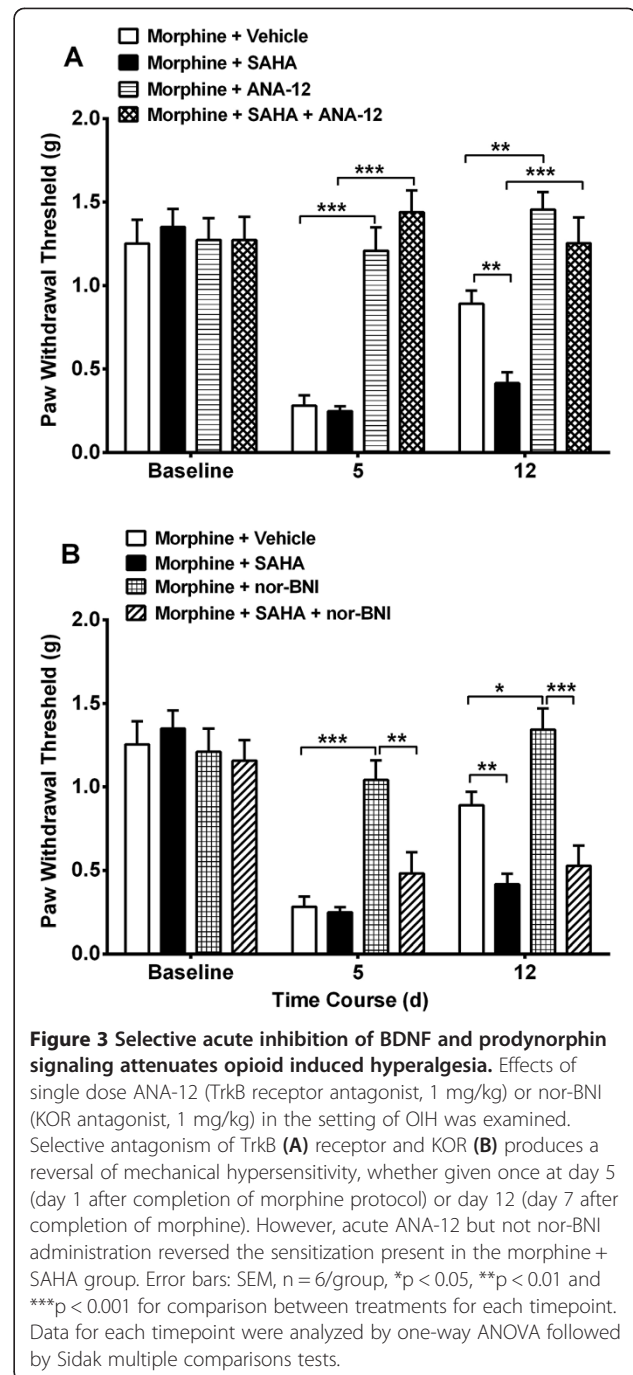 A
Morphine + Vehicle
Morphine + SAHA
Morphine + ANA-12
Morphine + SAHA + ANA-12
Paw Withdrawal Threshold (g)
2.0
1.5
1.0
0.5
0.0
***
***
**
***
**
Baseline 5 12
B
Morphine + Vehicle
Morphine + SAHA
Morphine + nor-BNI
Morphine + SAHA + nor-BNI
Paw Withdrawal Threshold (g)
2.0
1.5
1.0
0.5
0.0
*** **
* ***
**
Baseline 5 12
Time Course (d)
Figure 3 Selective acute inhibition of BDNF and prodynorphin
signaling attenuates opioid induced hyperalgesia. Effects of
single dose ANA-12 (TrkB receptor antagonist, 1 mg/kg) or nor-BNI
(KOR antagonist, 1 mg/kg) in the setting of OIH was examined.
Selective antagonism of TrkB (A) receptor and KOR (B) produces a
reversal of mechanical hypersensitivity, whether given once at day 5
(day 1 after completion of morphine protocol) or day 12 (day 7 after
completion of morphine). However, acute ANA-12 but not nor-BNI
administration reversed the sensitization present in the morphine +
SAHA group. Error bars: SEM, n = 6/group, *p < 0.05, **p < 0.01 and
***p < 0.001 for comparison between treatments for each timepoint.
Data for each timepoint were analyzed by one-way ANOVA followed
by Sidak multiple comparisons tests.